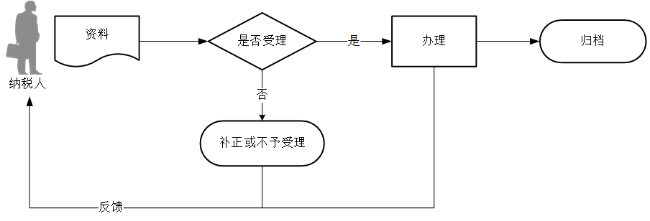 资料
是否受理
是
办理
归档
纳税人
否
补正或不予受理
反馈